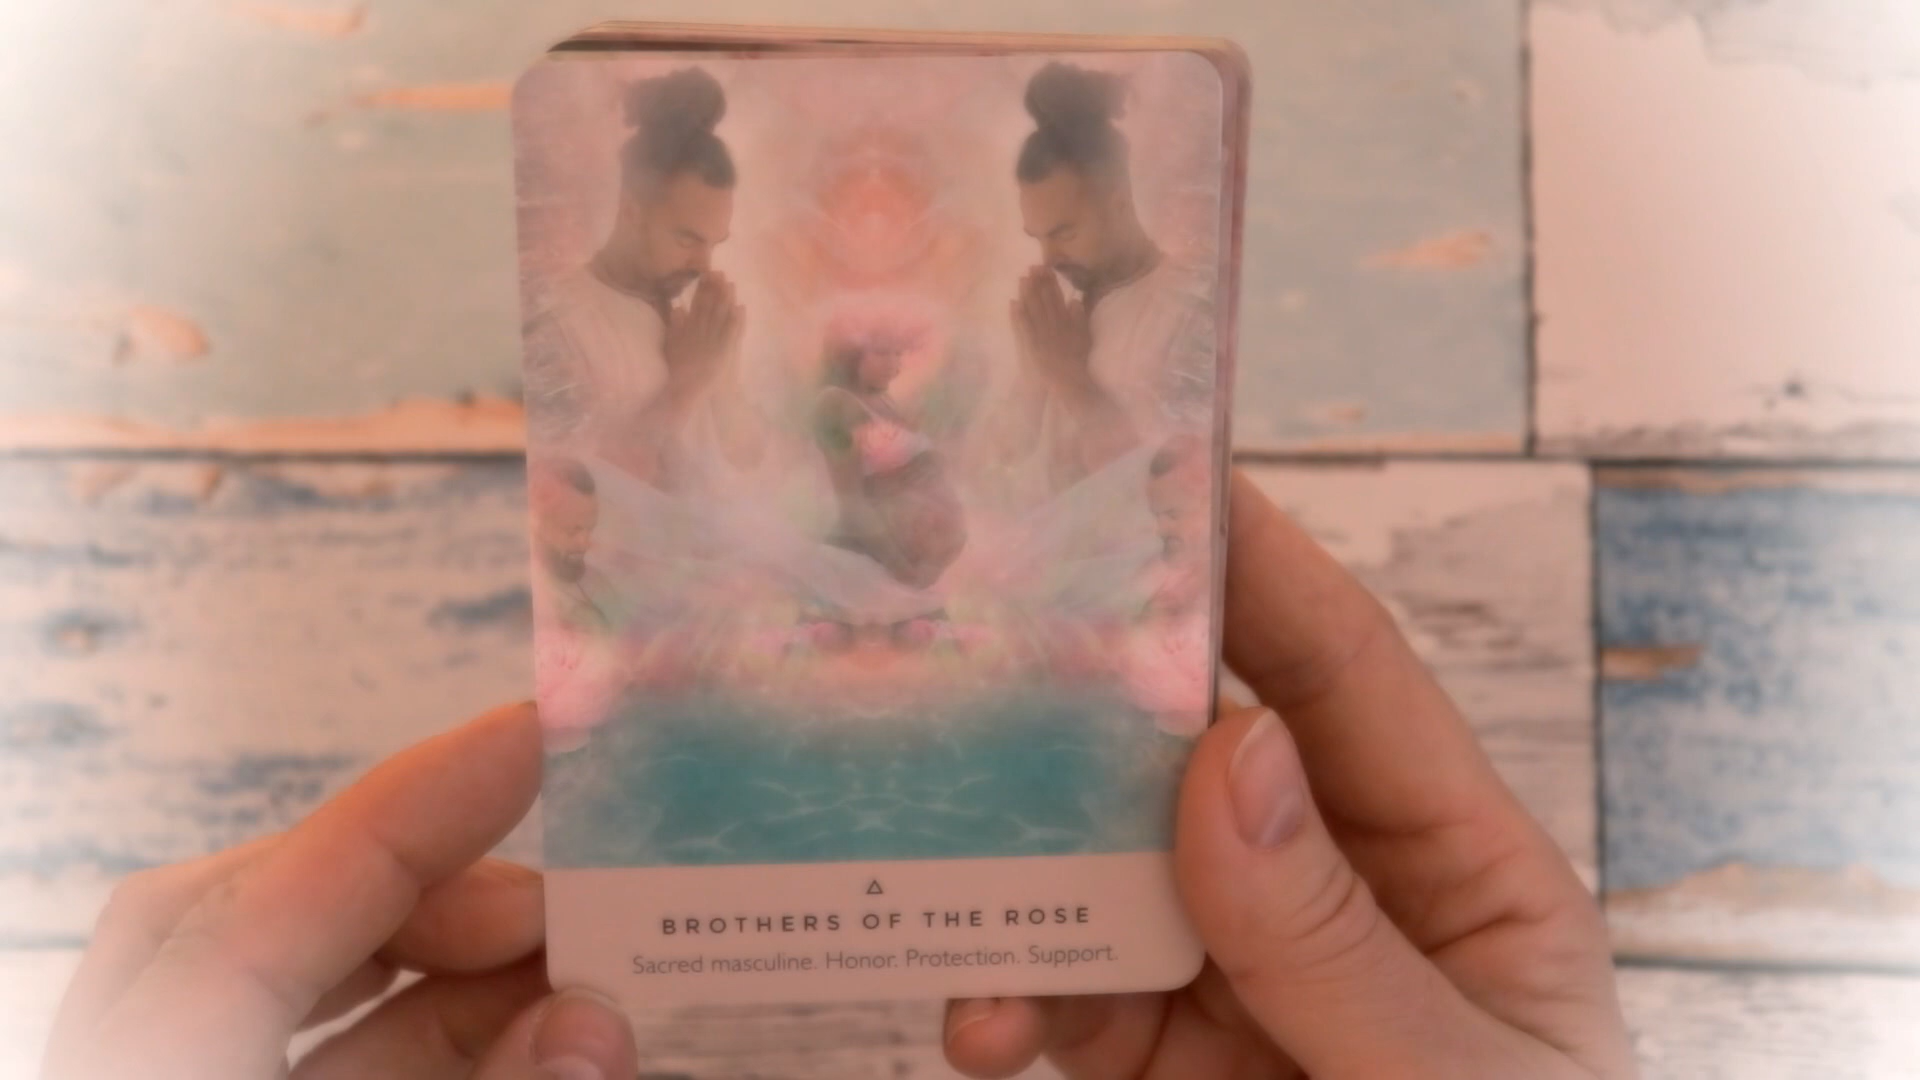 BROTHERS OF THE ROSE
Sacred masculine. Honor. Protection. Support.